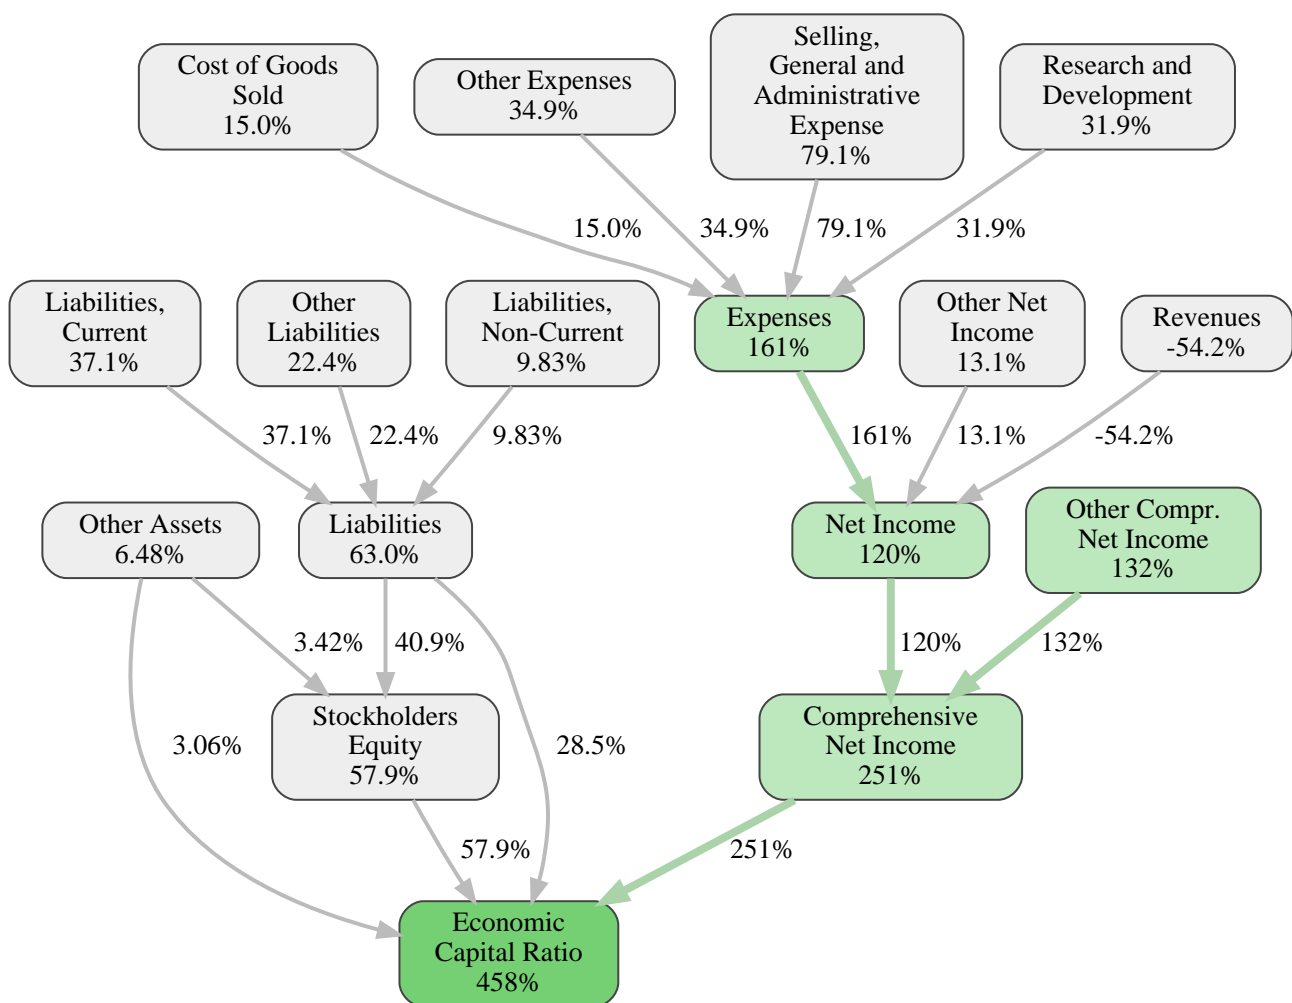 Cost of Goods
Sold
15.0%
Other Expenses
34.9%
Selling,
General and
Administrative
Expense
79.1%
Research and
Development
31.9%
15.0%
34.9%
79.1%
31.9%
Liabilities,
Current
37.1%
Other
Liabilities
22.4%
Liabilities,
Non-Current
9.83%
Expenses
161%
Other Net
Income
13.1%
Revenues
-54.2%
37.1%
22.4%
9.83%
161%
13.1%
-54.2%
Other Assets
6.48%
Liabilities
63.0%
Net Income
120%
Other Compr.
Net Income
132%
3.42%
40.9%
120%
132%
3.06%
Stockholders
Equity
57.9%
28.5%
Comprehensive
Net Income
251%
57.9%
251%
Economic
Capital Ratio
458%